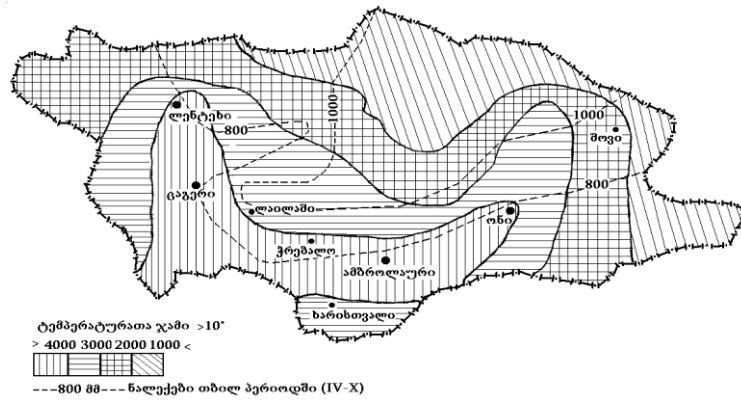 1000
ლენტეხი
800
1000
შოვი
800
ცაგერი
ლაილაში
ონი
ჭრებალო
ამბროლაური
ხარისთვალი
ტემპერატურათა ჯამი >10°
> 4000 3000 2000 1000 <
---800 მმ--- ნალექები თბილ პერიოდში (IV-X)